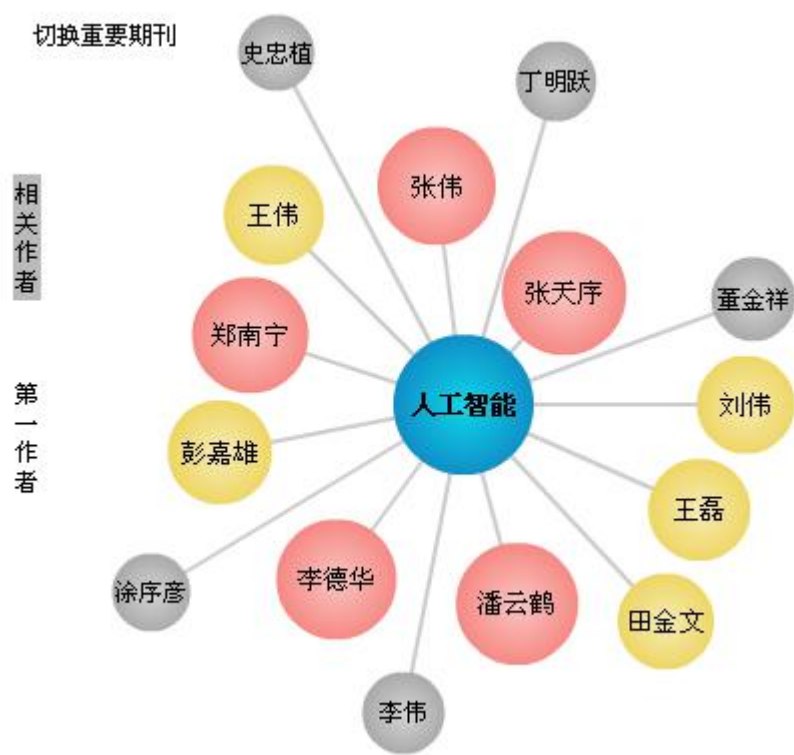 切换重要期刊
史忠植
丁明跃
张伟
相关作者
王伟
张天序
董金祥
郑南宁
人工智能
刘伟
第一作者
彭嘉雄
王磊
涂序彦
李德华
潘云鹤
田金文
李伟